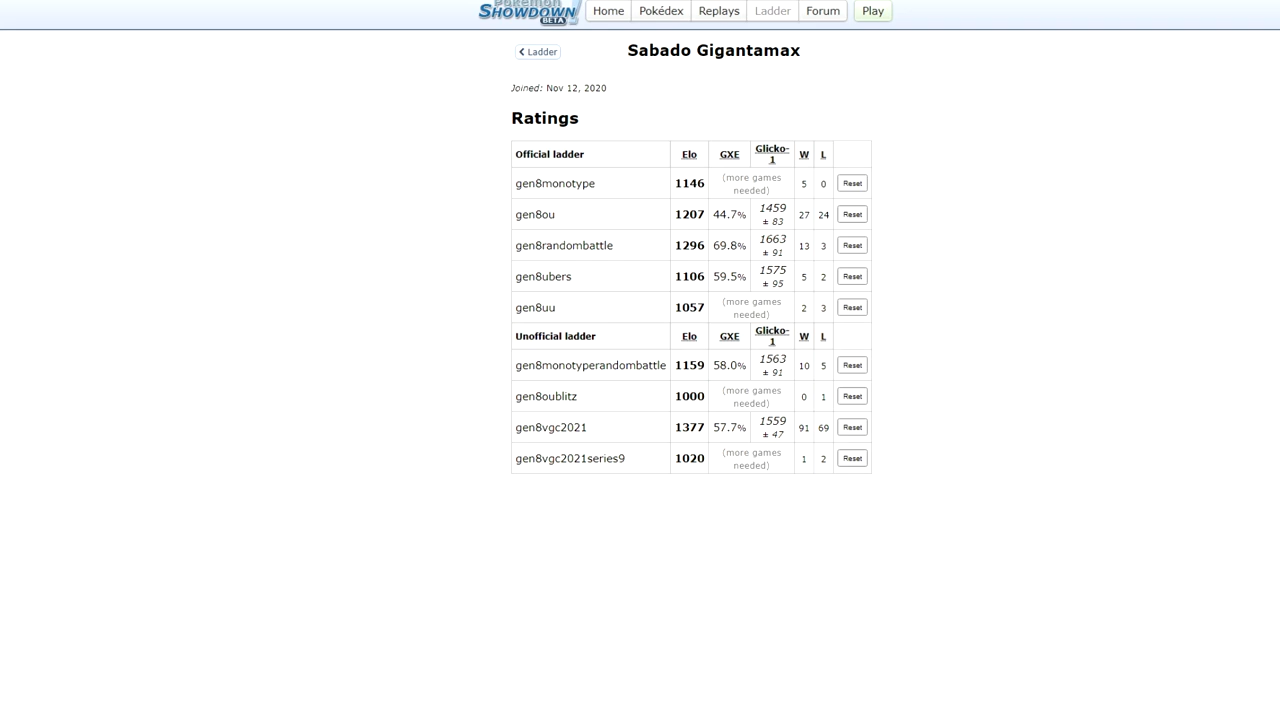 Pokémon
SHOWDOWN
BETA
Home Pokédex Replays Ladder Forum Play
Ladder Sabado Gigantamax
Joined: Nov 12, 2020
Ratings
Official ladder Elo GXE Glicko-1 W L
gen8monotype 1146 (more games needed) 5 0 Reset
gen8ou 1207 44.7% 1459 ± 83 27 24 Reset
gen8randombattle 1296 69.8% 1663 ± 91 13 3 Reset
gen8ubers 1106 59.5% 1575 ± 95 5 2 Reset
gen8uu 1057 (more games needed) 2 3 Reset
Unofficial ladder Elo GXE Glicko-1 W L
gen8monotyperandombattle 1159 58.0% 1563 ± 91 10 5 Reset
gen8oublitz 1000 (more games needed) 0 1 Reset
gen8vgc2021 1377 57.7% 1559 ± 47 91 69 Reset
gen8vgc2021series9 1020 (more games needed) 1 2 Reset